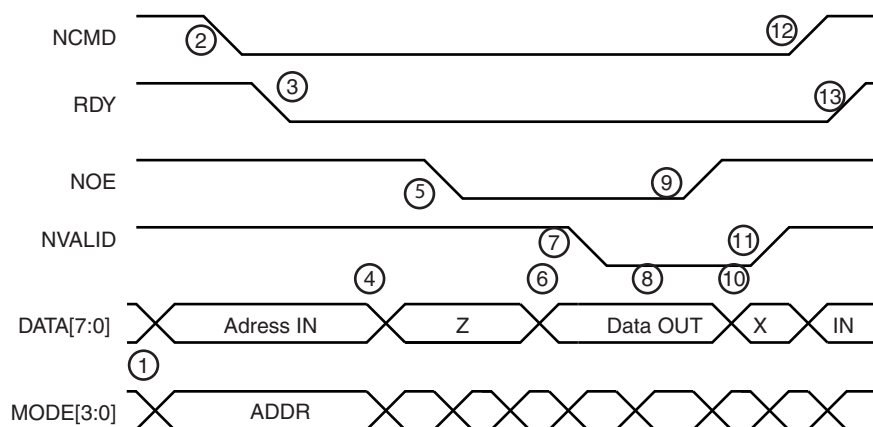 NCMD 2 12
RDY 3 13
NOE 5 9
NVALID 7 11
4 6 8 10
DATA[7:0] Adress IN Z Data OUT X IN
1
MODE[3:0] ADDR